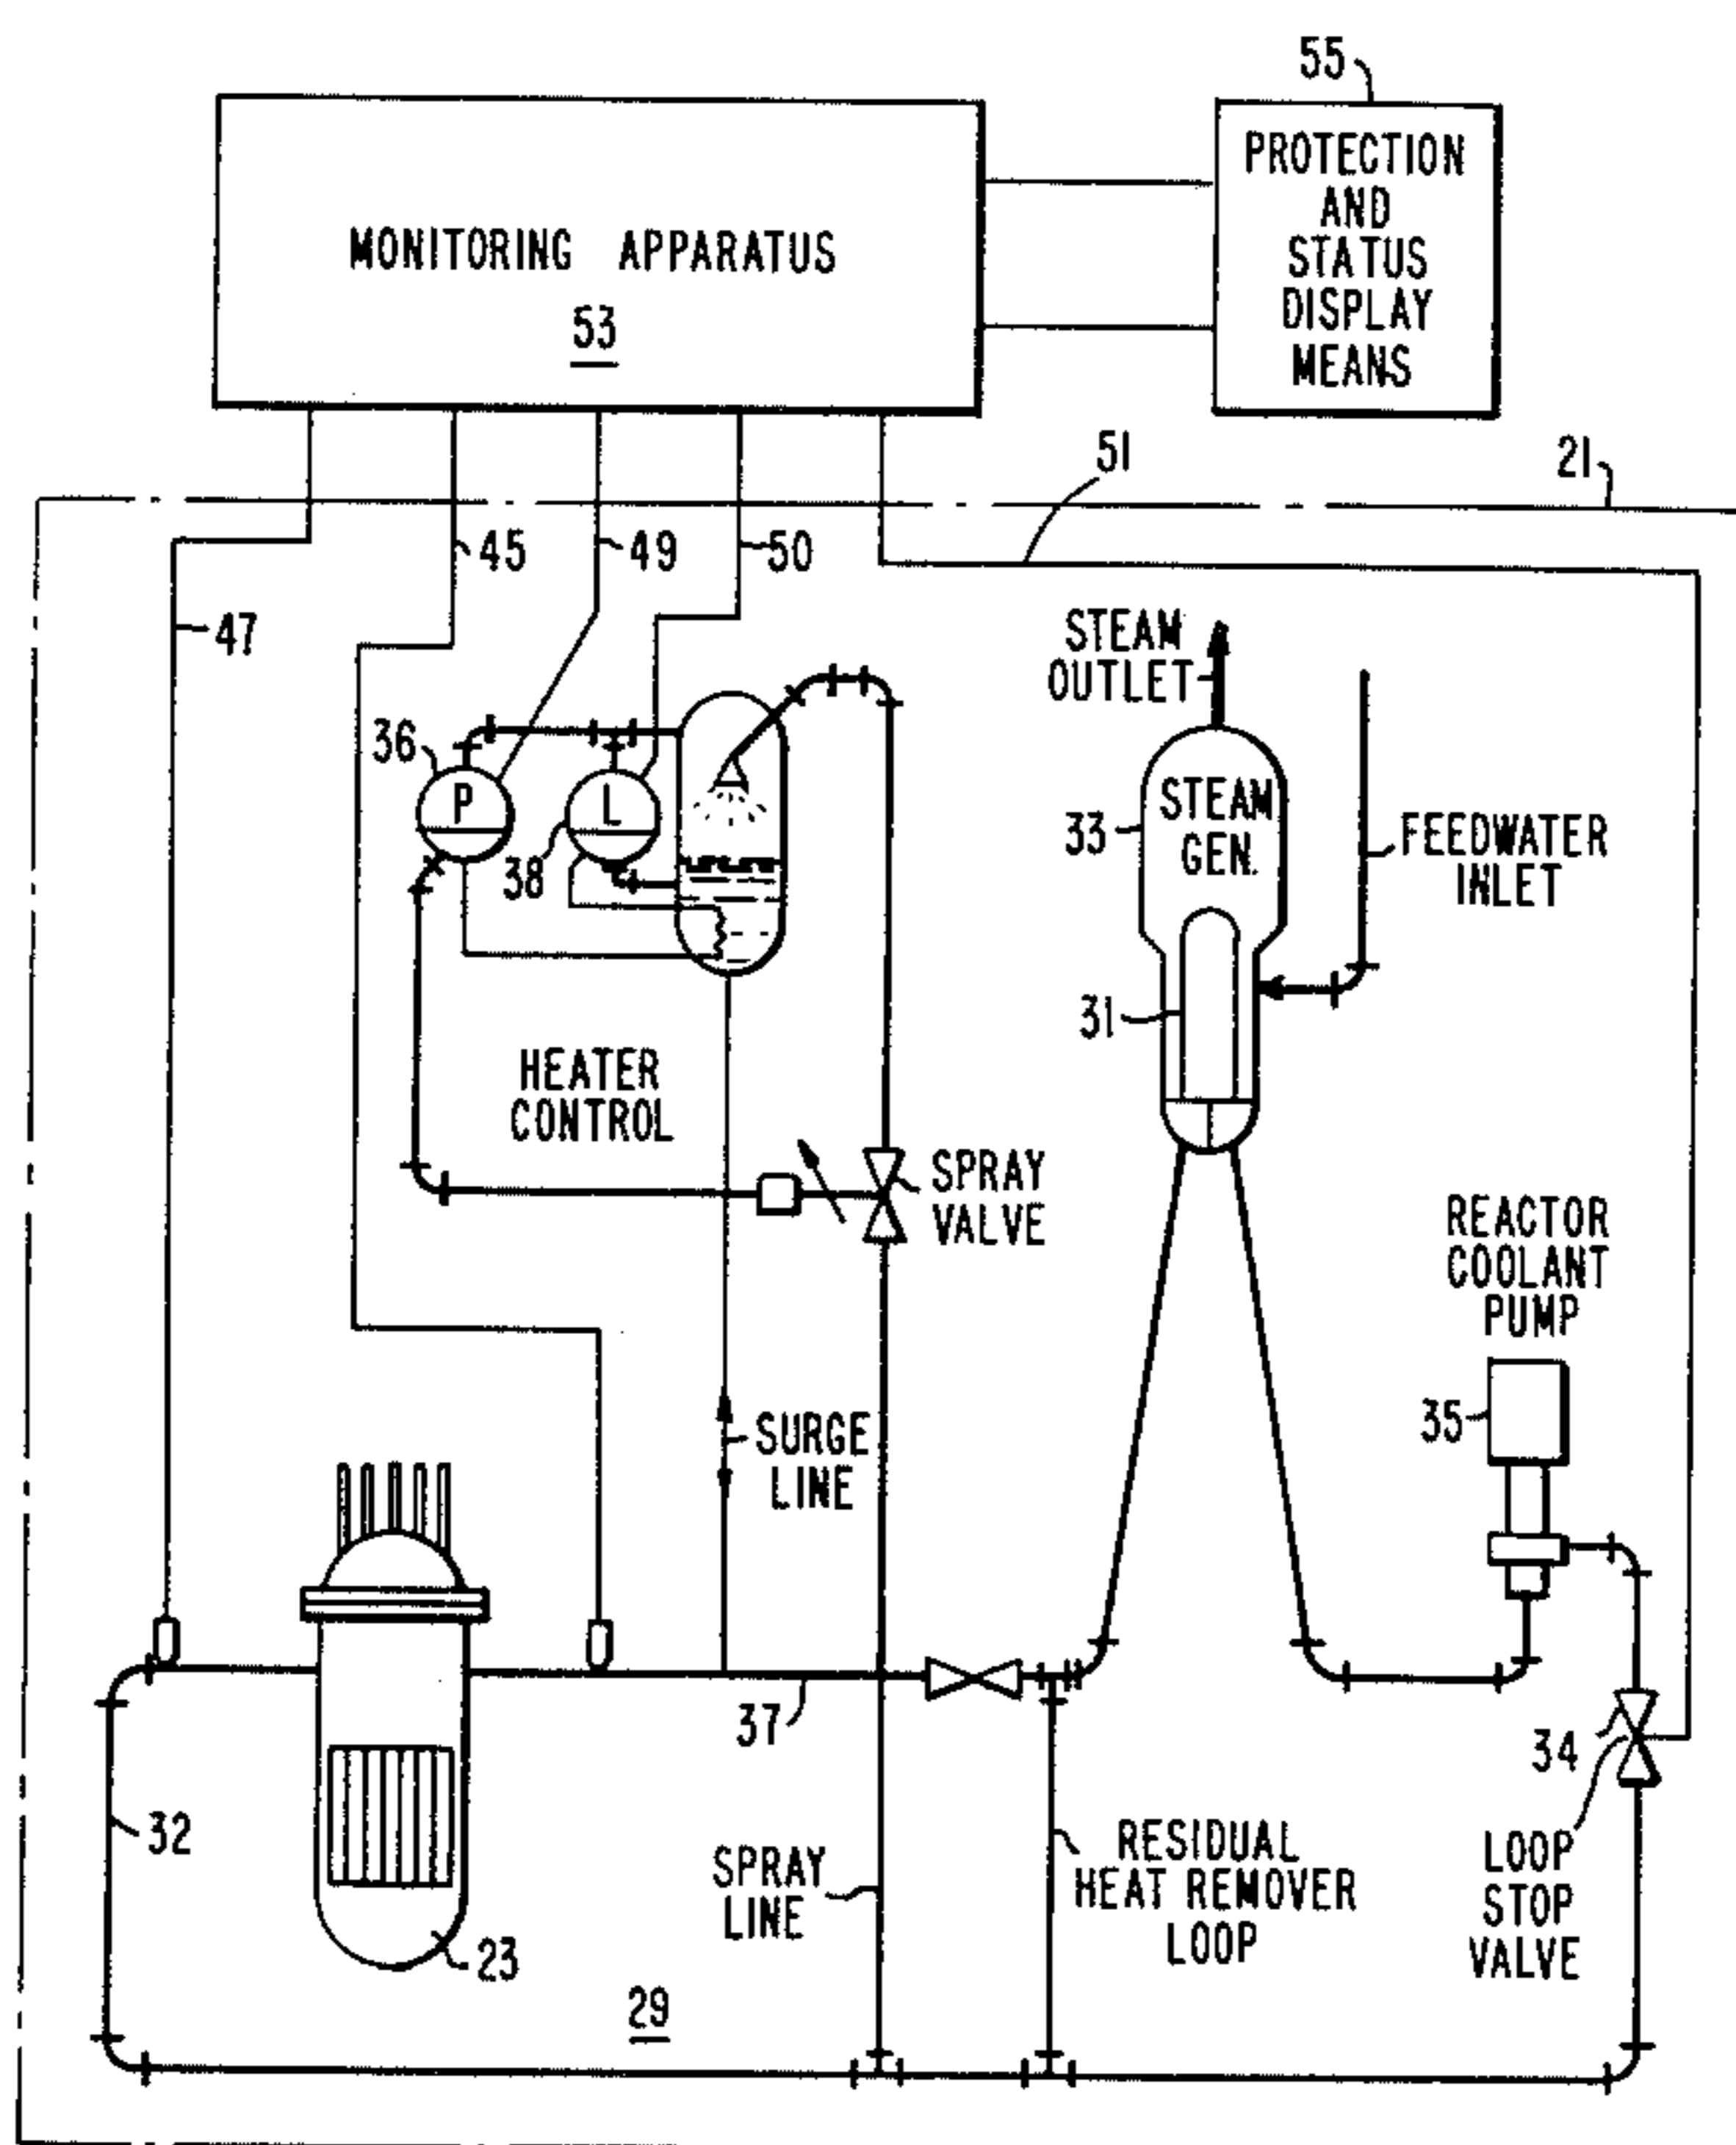 55
PROTECTION
AND
STATUS
DISPLAY
MEANS
MONITORING APPARATUS
53
51
21
45
49
50
47
STEAM
OUTLET
36
P
L
38
33
STEAM
GEN.
FEEDWATER
INLET
31
HEATER
CONTROL
SPRAY
VALVE
REACTOR
COOLANT
PUMP
35
SURGE
LINE
37
34
LOOP
STOP
VALVE
32
SPRAY
LINE
RESIDUAL
HEAT REMOVER
LOOP
23
29